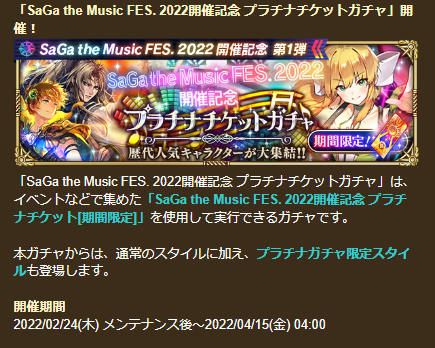 「SaGa the Music FES. 2022開催記念 プラチナチケットガチャ」開
催！
SaGa the Music FES. 2022 開催記念 第1弾
SaGa the Music FES. 2022
開催記念
プラチナチケットガチャ
歴代人気キャラクターが大集結!!
期間限定!
「SaGa the Music FES. 2022開催記念 プラチナチケットガチャ」は、
イベントなどで集めた「SaGa the Music FES. 2022開催記念 プラチ
ナチケット[期間限定]」を使用して実行できるガチャです。
本ガチャからは、通常のスタイルに加え、プラチナガチャ限定スタイ
ルも登場します。
開催期間
2022/02/24(木) メンテナンス後～2022/04/15(金) 04:00